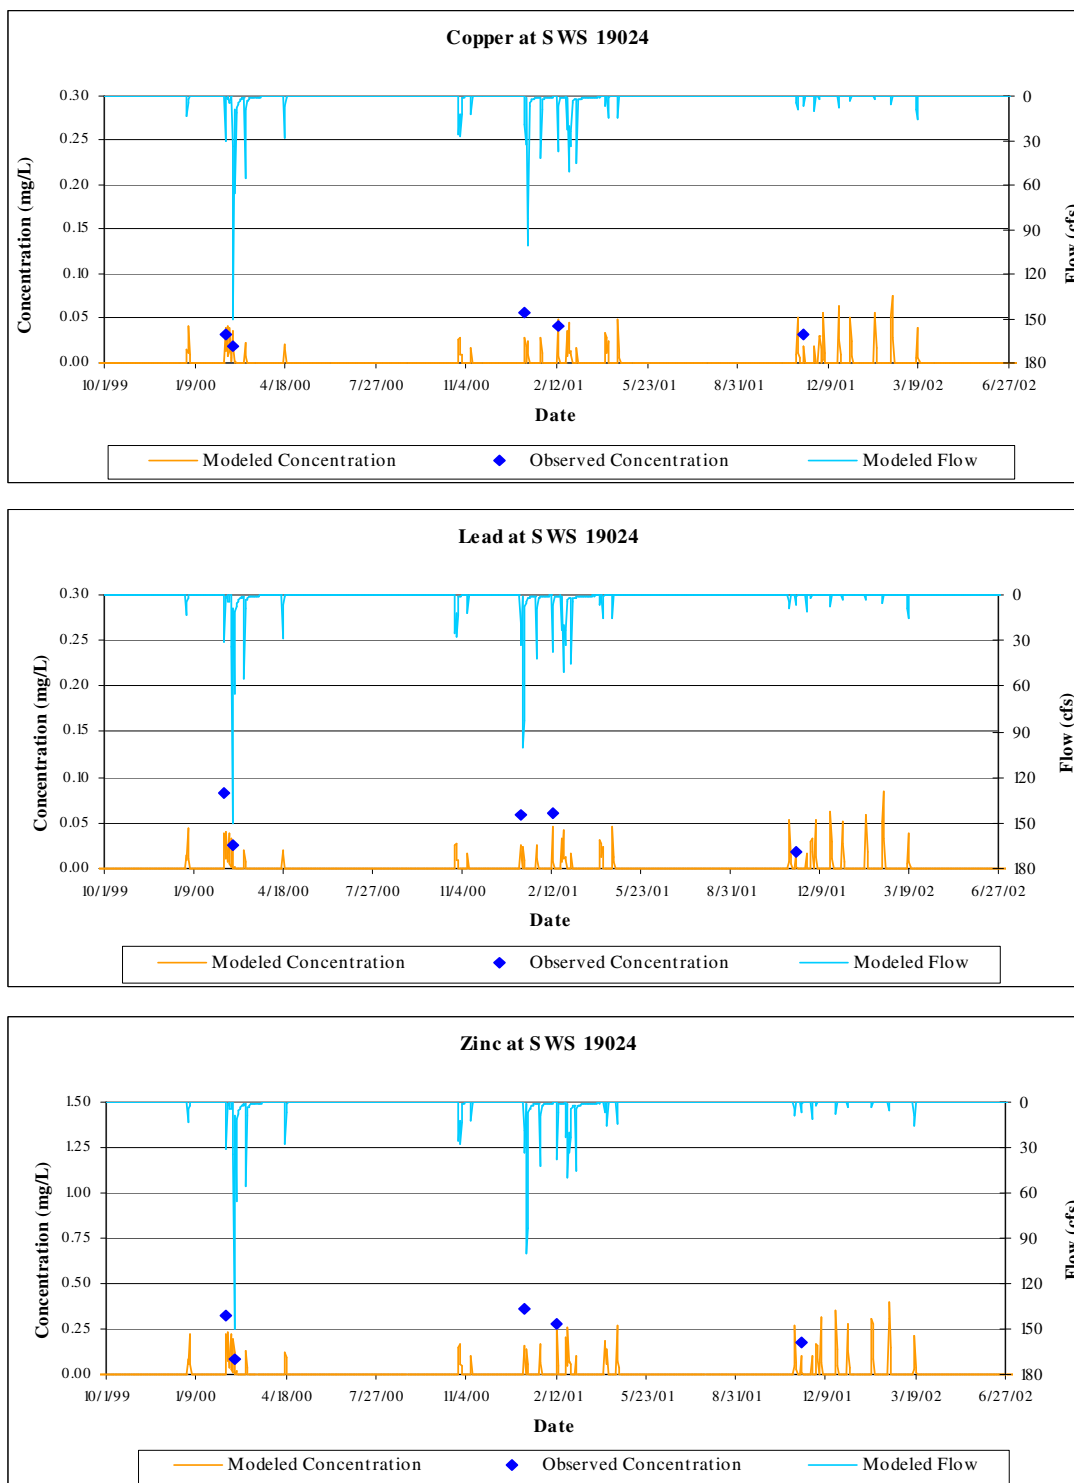 Copper at SWS 19024
Concentration (mg/L)
0.30
0.25
0.20
0.15
0.10
0.05
0.00
0
30
60
90
120
150
180
Flow (cfs)
10/1/99 1/9/00 4/18/00 7/27/00 11/4/00 2/12/01 5/23/01 8/31/01 12/9/01 3/19/02 6/27/02
Date
Modeled Concentration Observed Concentration Modeled Flow
Lead at SWS 19024
Concentration (mg/L)
0.30
0.25
0.20
0.15
0.10
0.05
0.00
0
30
60
90
120
150
180
Flow (cfs)
10/1/99 1/9/00 4/18/00 7/27/00 11/4/00 2/12/01 5/23/01 8/31/01 12/9/01 3/19/02 6/27/02
Date
Modeled Concentration Observed Concentration Modeled Flow
Zinc at SWS 19024
Concentration (mg/L)
1.50
1.25
1.00
0.75
0.50
0.25
0.00
0
30
60
90
120
150
180
Flow (cfs)
10/1/99 1/9/00 4/18/00 7/27/00 11/4/00 2/12/01 5/23/01 8/31/01 12/9/01 3/19/02 6/27/02
Date
Modeled Concentration Observed Concentration Modeled Flow